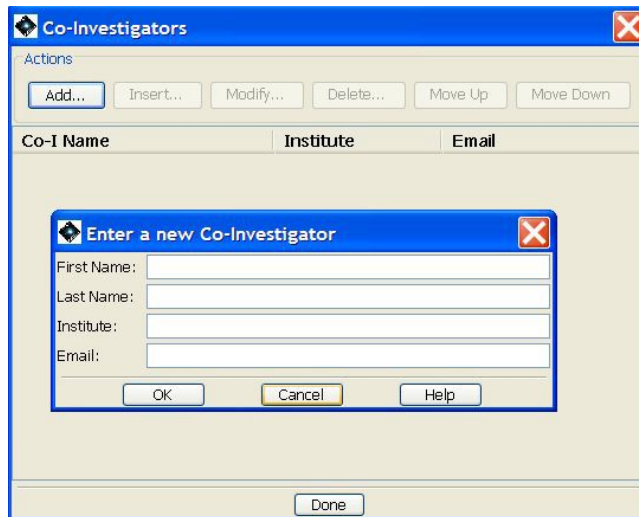 Co-Investigators
Actions
Add... Insert... Modify... Delete... Move Up Move Down
Co-I Name Institute Email
Enter a new Co-Investigator
First Name:
Last Name:
Institute:
Email:
OK Cancel Help
Done